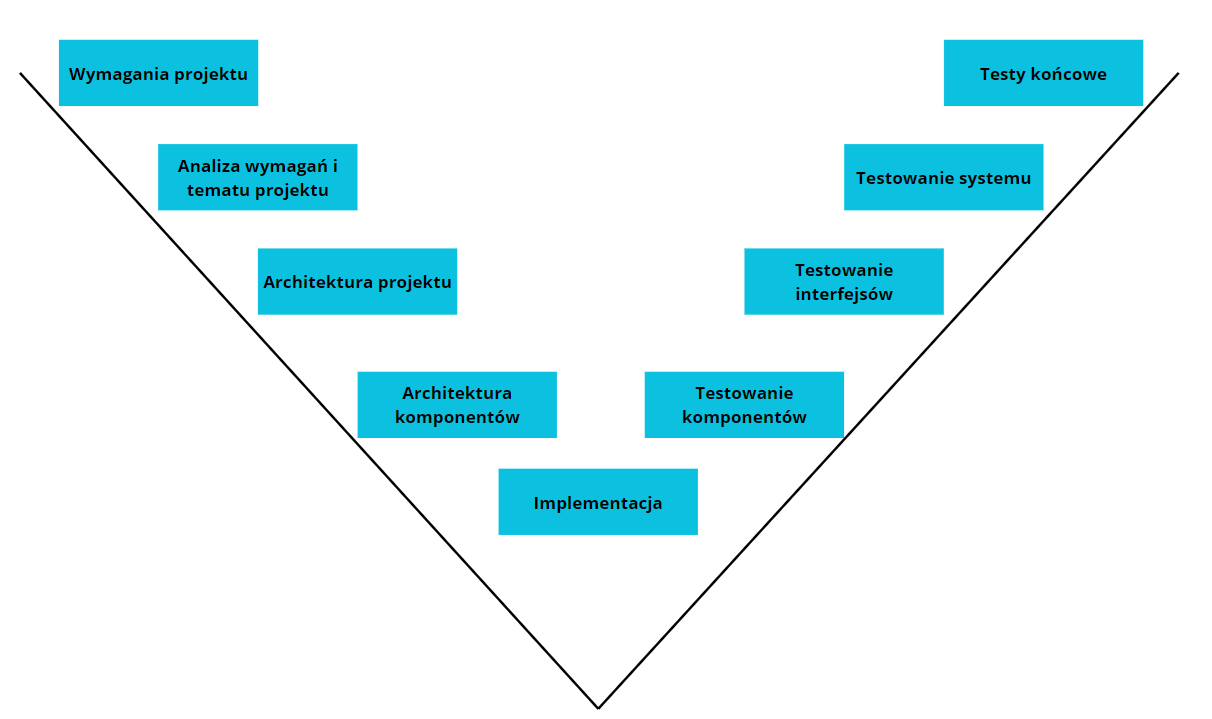 Wymagania projektu
Testy końcowe
Analiza wymagań i
tematu projektu
Testowanie systemu
Architektura projektu
Testowanie
interfejsów
Architektura
komponentów
Testowanie
komponentów
Implementacja